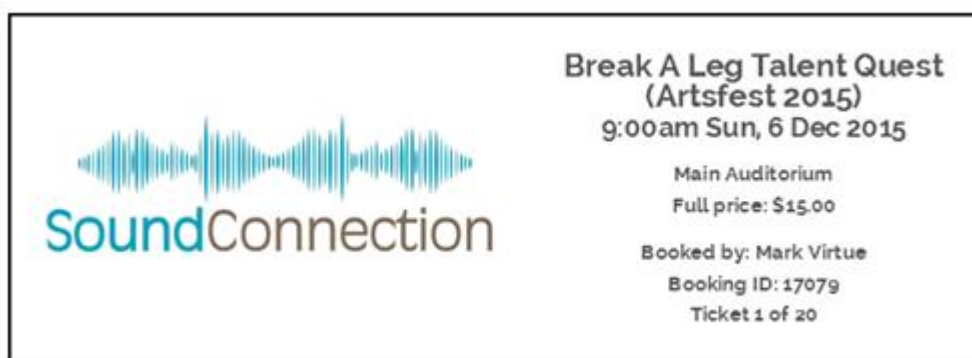 SoundConnection
Break A Leg Talent Quest
(Artsfest 2015)
9:00am Sun, 6 Dec 2015
Main Auditorium
Full price: $15.00
Booked by: Mark Virtue
Booking ID: 17079
Ticket 1 of 20